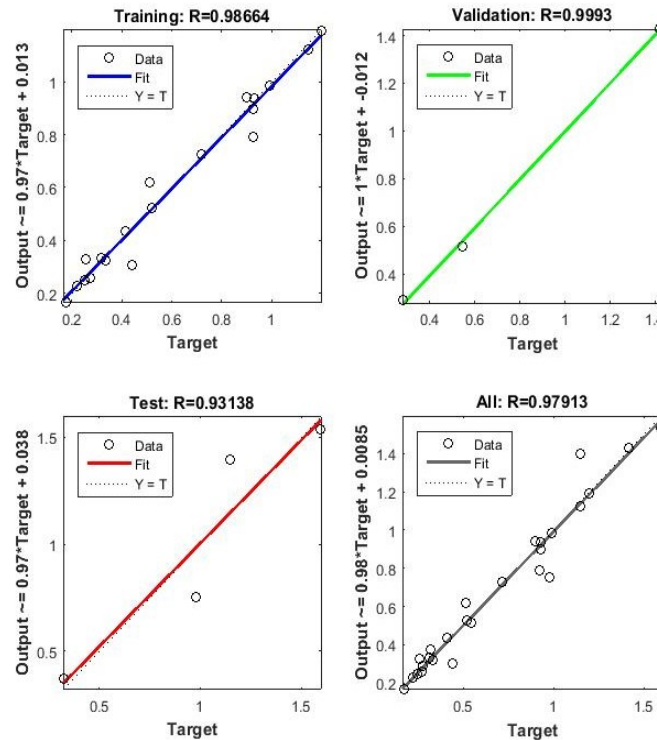 Training: R=0.98664
Output ~= 0.97*Target + 0.013
Data
Fit
Y = T
1
0.8
0.6
0.4
0.2
0.2 0.4 0.6 0.8 1
Target
Validation: R=0.9993
Output ~= 1*Target + -0.012
Data
Fit
Y = T
1.4
1.2
1
0.8
0.6
0.4
0.4 0.6 0.8 1 1.2 1.4
Target
Test: R=0.93138
Output ~= 0.97*Target + 0.038
Data
Fit
Y = T
1.5
1
0.5
0.5 1 1.5
Target
All: R=0.97913
Output ~= 0.98*Target + 0.0085
Data
Fit
Y = T
1.4
1.2
1
0.8
0.6
0.4
0.2
0.5 1 1.5
Target